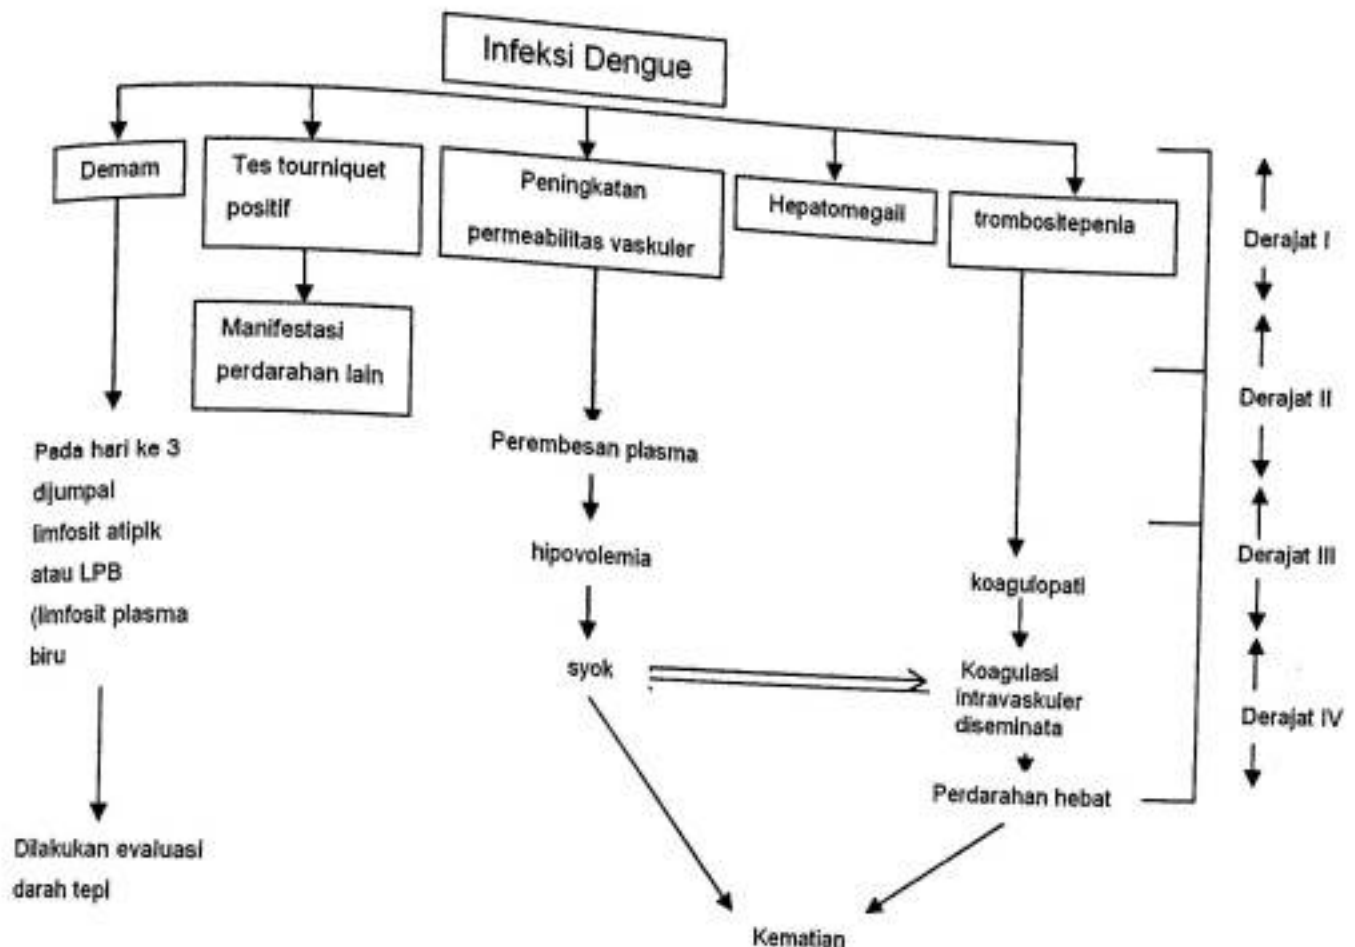 Infeksi Dengue
Demam
Tes tourniquet
positif
Peningkatan
permeabilitas vaskuler
Hepatomegali
trombositepenia
Manifestasi
perdarahan lain
Pada hari ke 3
dijumpai
limfosit atipik
atau LPB
(limfosit plasma
biru
Dilakukan evaluasi
darah tepi
Perembesan plasma
hipovolemia
syok
koagulopati
Koagulasi
intravaskuler
diseminata
Perdarahan hebat
Kematian
Derajat I
Derajat II
Derajat III
Derajat IV